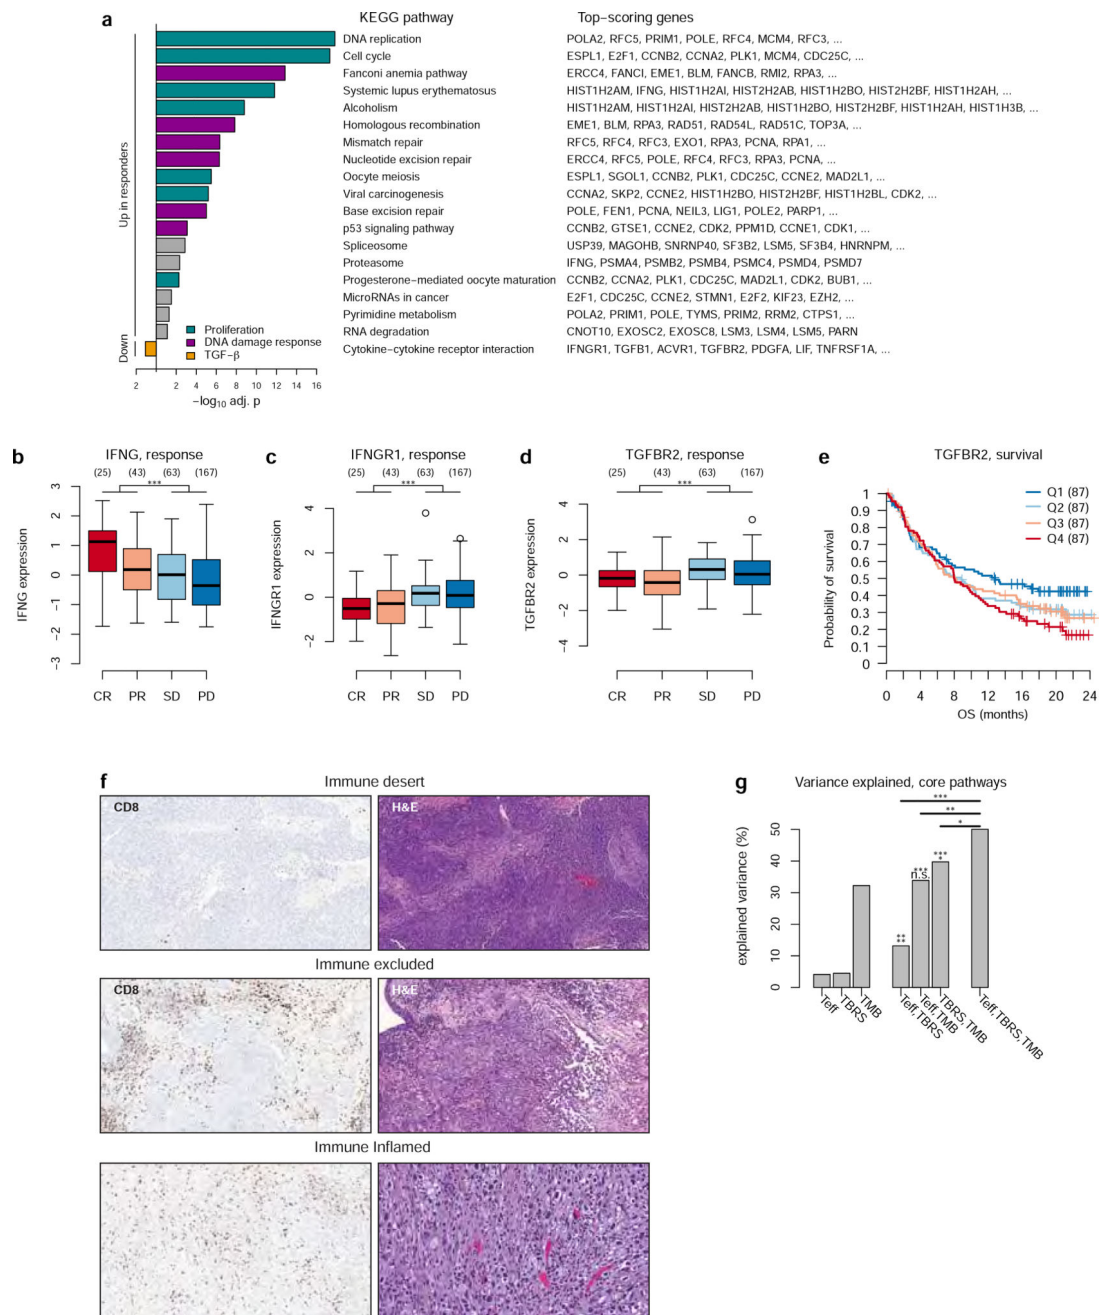 a
KEGG pathway Top-scoring genes
DNA replication POLA2, RFC5, PRIM1, POLE, RFC4, MCM4, RFC3, ...
Cell cycle ESPL1, E2F1, CCNB2, CCNA2, PLK1, MCM4, CDC25C, ...
Fanconi anemia pathway ERCC4, FANCI, EME1, BLM, FANCB, RMI2, RPA3, ...
Systemic lupus erythematosus HIST1H2AM, IFNG, HIST1H2AI, HIST2H2AB, HIST1H2BO, HIST2H2BF, HIST1H2AH, ...
Alcoholism HIST1H2AM, HIST1H2AI, HIST2H2AB, HIST1H2BO, HIST2H2BF, HIST1H2AH, HIST1H3B, ...
Homologous recombination EME1, BLM, RPA3, RAD51, RAD54L, RAD51C, TOP3A, ...
Mismatch repair RFC5, RFC4, RFC3, EXO1, RPA3, PCNA, RPA1, ...
Nucleotide excision repair ERCC4, RFC5, POLE, RFC4, RFC3, RPA3, PCNA, ...
Oocyte meiosis ESPL1, SGOL1, CCNB2, PLK1, CDC25C, CCNE2, MAD2L1, ...
Viral carcinogenesis CCNA2, SKP2, CCNE2, HIST1H2BO, HIST2H2BF, HIST1H2BL, CDK2, ...
Base excision repair POLE, FEN1, PCNA, NEIL3, LIG1, POLE2, PARP1, ...
p53 signaling pathway CCNB2, GTSE1, CCNE2, CDK2, PPM1D, CCNE1, CDK1, ...
Spliceosome USP39, MAGOHB, SNRNP40, SF3B2, LSM5, SF3B4, HNRNPM, ...
Proteasome IFNG, PSMA4, PSMB2, PSMB4, PSMC4, PSMD4, PSMD7
Progesterone-mediated oocyte maturation CCNB2, CCNA2, PLK1, CDC25C, MAD2L1, CDK2, BUB1, ...
MicroRNAs in cancer E2F1, CDC25C, CCNE2, STMN1, E2F2, KIF23, EZH2, ...
Pyrimidine metabolism POLA2, PRIM1, POLE, TYMS, PRIM2, RRM2, CTPS1, ...
RNA degradation CNOT10, EXOSC2, EXOSC8, LSM3, LSM4, LSM5, PARN
Cytokine-cytokine receptor interaction IFNGR1, TGFB1, ACVR1, TGFBR2, PDGFA, LIF, TNFRSF1A, ...
Up in responders
Down
Proliferation
DNA damage response
TGF-β
2 2 4 6 8 10 12 14 16
-log10 adj. p
b
IFNG, response
(25) (43) (63) (167)
***
IFNG expression
3
2
1
0
-1
-2
-3
CR PR SD PD
c
IFNGR1, response
(25) (43) (63) (167)
***
IFNGR1 expression
4
2
0
-2
CR PR SD PD
d
TGFBR2, response
(25) (43) (63) (167)
***
TGFBR2 expression
4
2
0
-2
-4
CR PR SD PD
e
TGFBR2, survival
Q1 (87)
Q2 (87)
Q3 (87)
Q4 (87)
Probability of survival
1
0.9
0.8
0.7
0.6
0.5
0.4
0.3
0.2
0.1
0
0 4 8 12 16 20 24
OS (months)
f
Immune desert
CD8 H&E
Immune excluded
CD8 H&E
Immune Inflamed
g
Variance explained, core pathways
***
**
*
explained variance (%)
50
40
30
20
10
0
**
**
***
n.s.
***
*
Teff
TBRS
TMB
Teff, TBRS
Teff, TMB
TBRS, TMB
Teff, TBRS, TMB